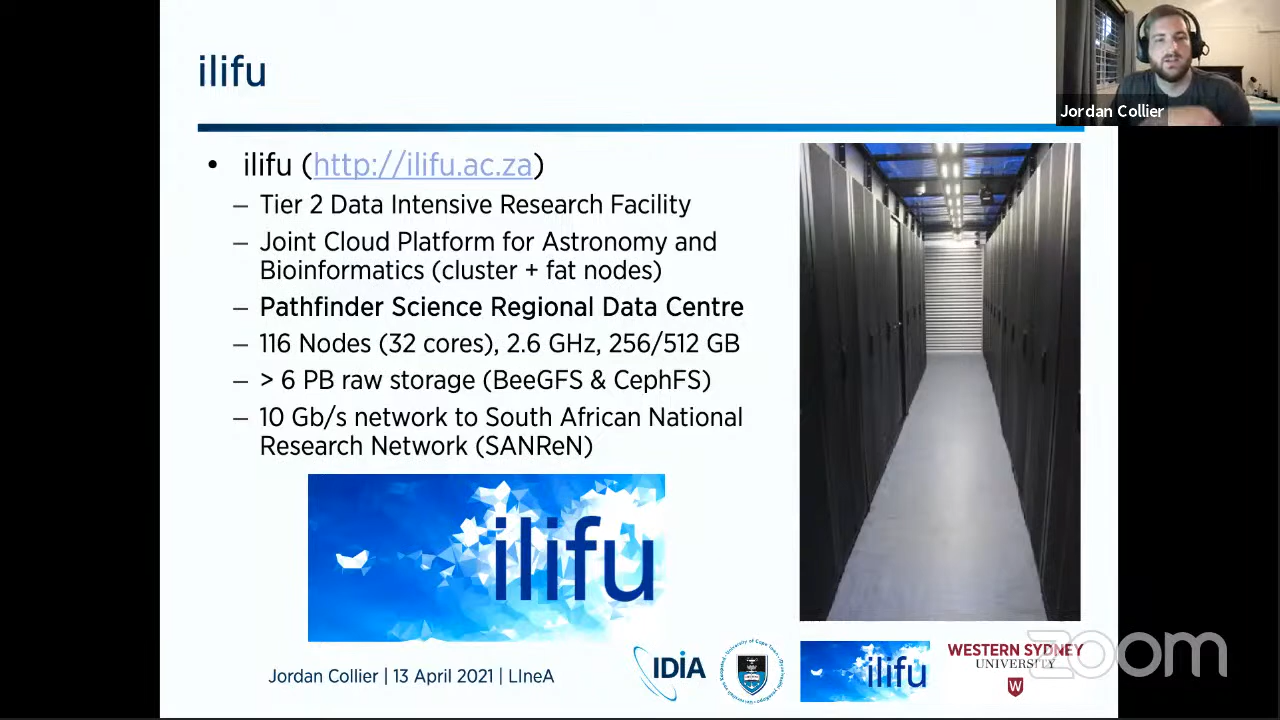 ilifu
Jordan Collier
• ilifu (http://ilifu.ac.za)
– Tier 2 Data Intensive Research Facility
– Joint Cloud Platform for Astronomy and
Bioinformatics (cluster + fat nodes)
– Pathfinder Science Regional Data Centre
– 116 Nodes (32 cores), 2.6 GHz, 256/512 GB
– > 6 PB raw storage (BeeGFS & CephFS)
– 10 Gb/s network to South African National
Research Network (SANReN)
ilifu
Jordan Collier | 13 April 2021 | LIneA
IDIA
ilifu
WESTERN SYDNEY
UNIVERSITY
W
zoom